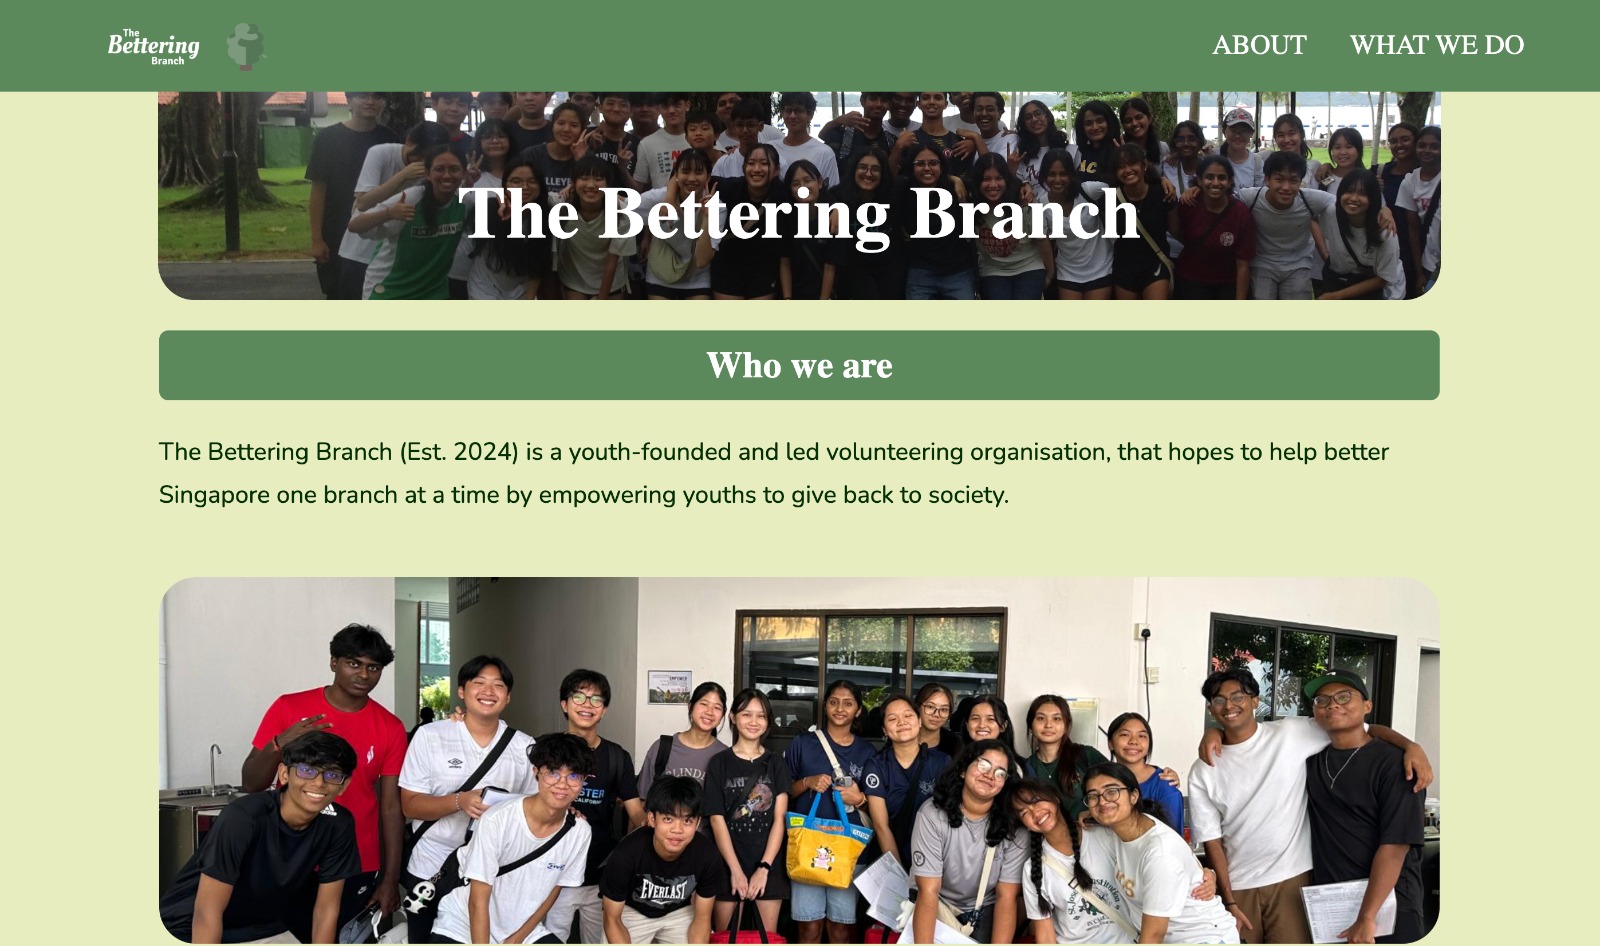 The
Bettering
Branch
ABOUT
WHAT WE DO
The Bettering Branch
Who we are
The Bettering Branch (Est. 2024) is a youth-founded and led volunteering organisation, that hopes to help better
Singapore one branch at a time by empowering youths to give back to society.
EVERLAST